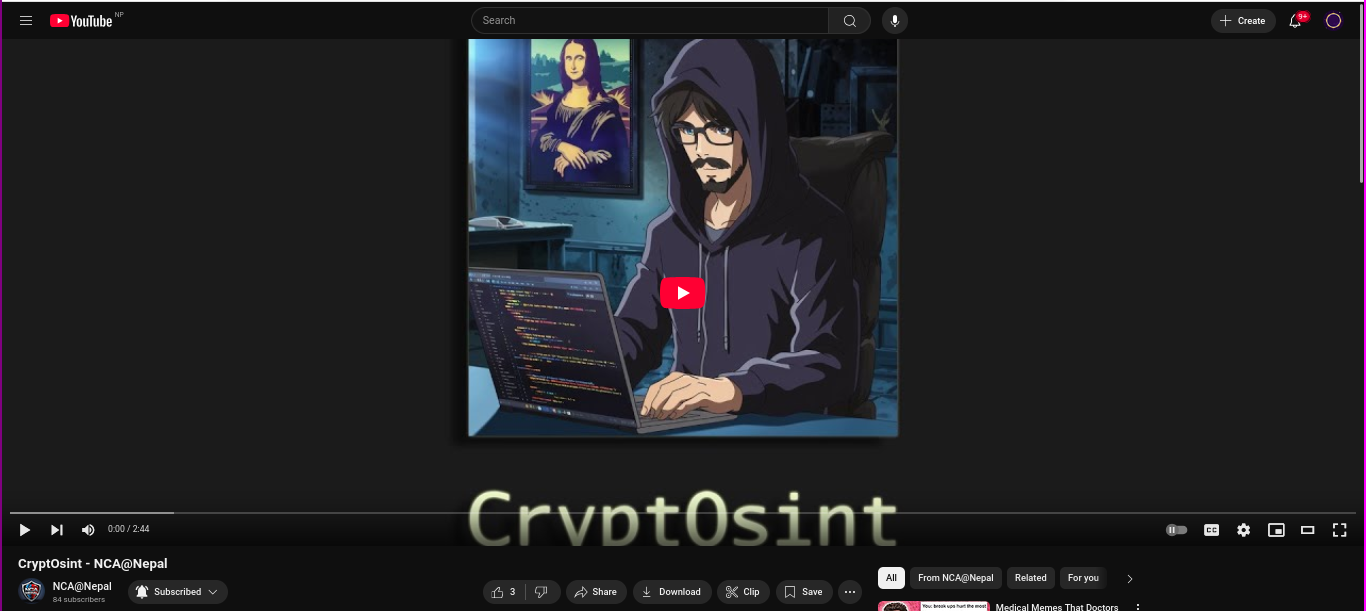 YouTube NP
Search
Create
9+
CryptOsint
0:00 / 2:44
CryptOsint - NCA@Nepal
NCA@Nepal
84 subscribers
Subscribed
3
Share
Download
Clip
Save
All
From NCA@Nepal
Related
For you
You: break ups hurt the most
Medical Memes That Doctors